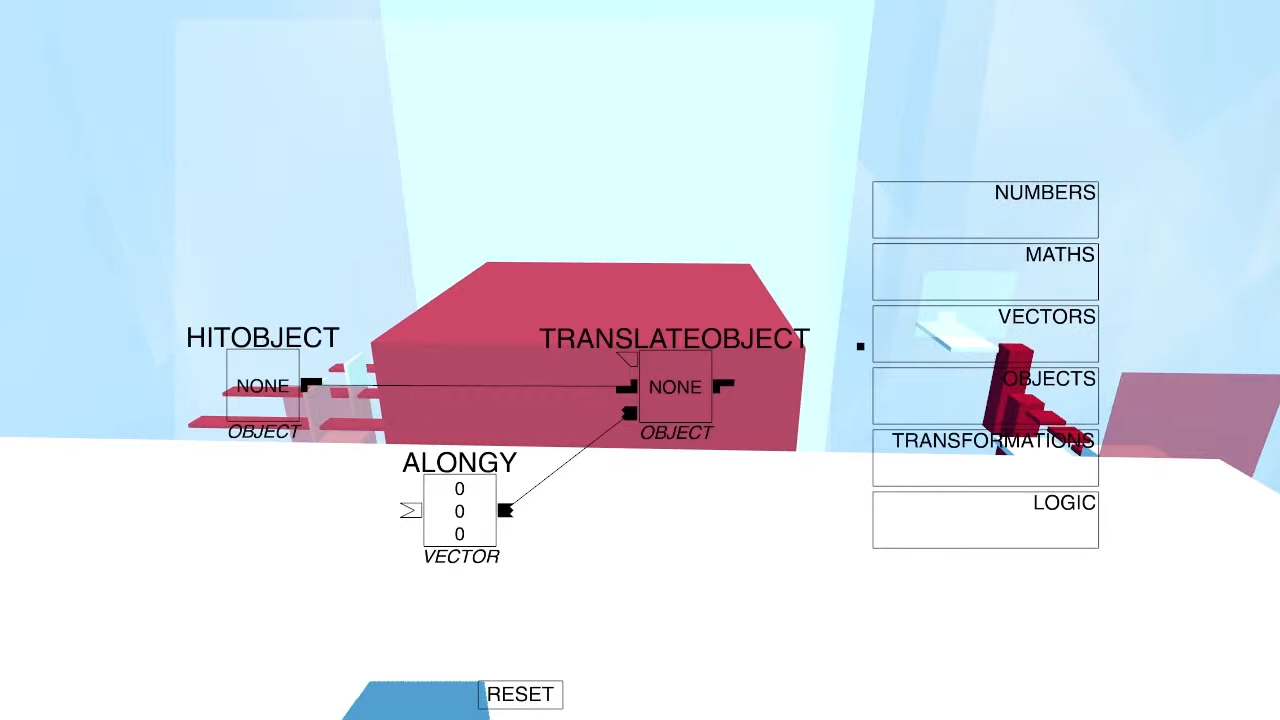 HITOBJECT
NONE
OBJECT
TRANSLATEOBJECT
NONE
OBJECT
ALONGY
0
0
0
VECTOR
NUMBERS
MATHS
VECTORS
OBJECTS
TRANSFORMATIONS
LOGIC
RESET